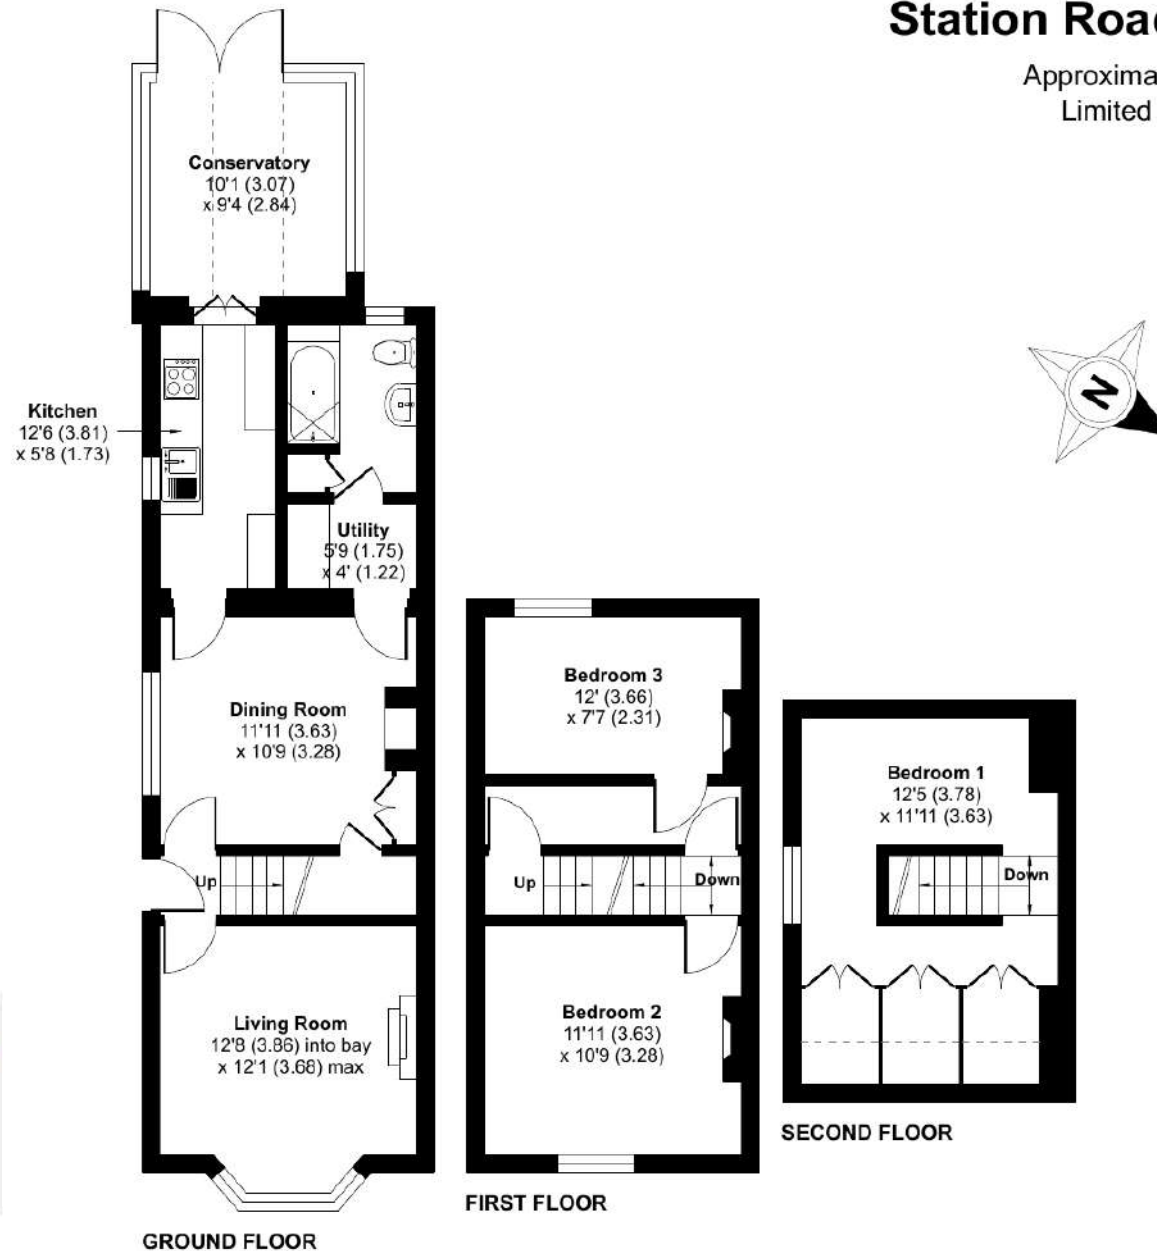 Station Road
Approxima
Limited
Conservatory
10'1 (3.07)
x 9'4 (2.84)
N
Kitchen
12'6 (3.81)
x 5'8 (1.73)
Utility
5'9 (1.75)
x 4' (1.22)
Dining Room
11'11 (3.63)
x 10'9 (3.28)
Up
Living Room
12'8 (3.86) into bay
x 12'1 (3.68) max
GROUND FLOOR
Bedroom 3
12' (3.66)
x 7'7 (2.31)
Up
Down
Bedroom 2
11'11 (3.63)
x 10'9 (3.28)
FIRST FLOOR
Bedroom 1
12'5 (3.78)
x 11'11 (3.63)
Down
SECOND FLOOR